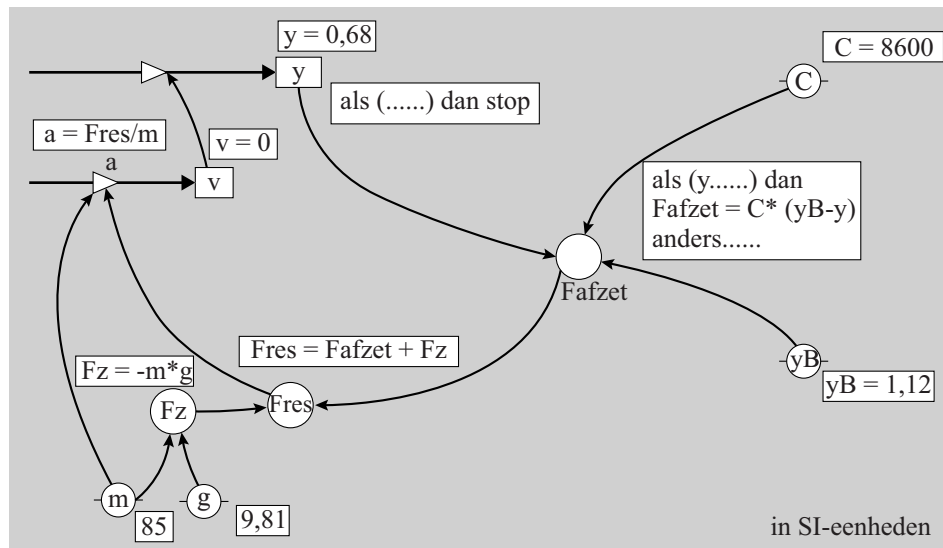 y = 0,68
C = 8600
y
C
als (......) dan stop
a = Fres/m
v = 0
a
v
als (y......) dan
Fafzet = C* (yB-y)
anders......
Fafzet
Fres = Fafzet + Fz
yB
Fz = -m*g
yB = 1,12
Fz
Fres
m
g
85
9,81
in SI-eenheden